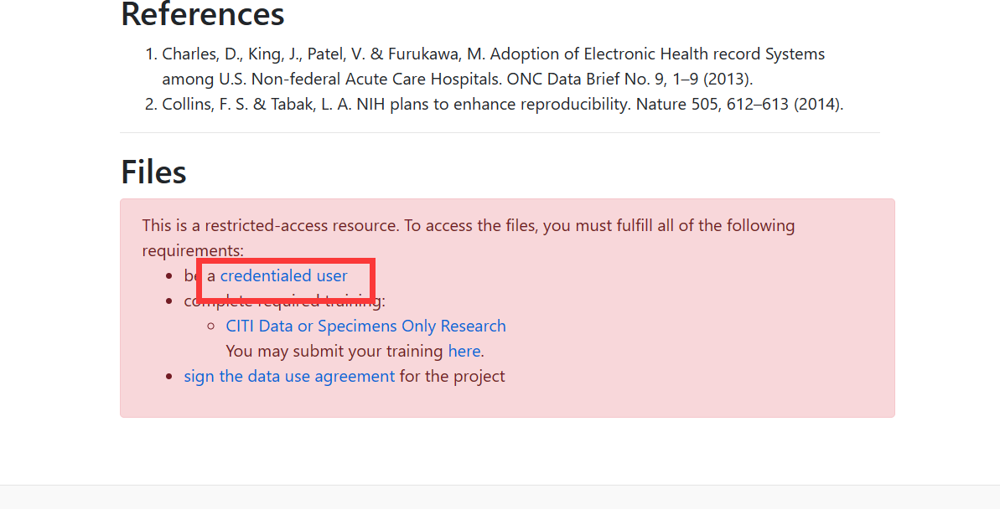 References
1. Charles, D., King, J., Patel, V. & Furukawa, M. Adoption of Electronic Health record Systems
among U.S. Non-federal Acute Care Hospitals. ONC Data Brief No. 9, 1–9 (2013).
2. Collins, F. S. & Tabak, L. A. NIH plans to enhance reproducibility. Nature 505, 612–613 (2014).
Files
This is a restricted-access resource. To access the files, you must fulfill all of the following
requirements:
be a credentialed user
complete required training:
CITI Data or Specimens Only Research
You may submit your training here.
sign the data use agreement for the project